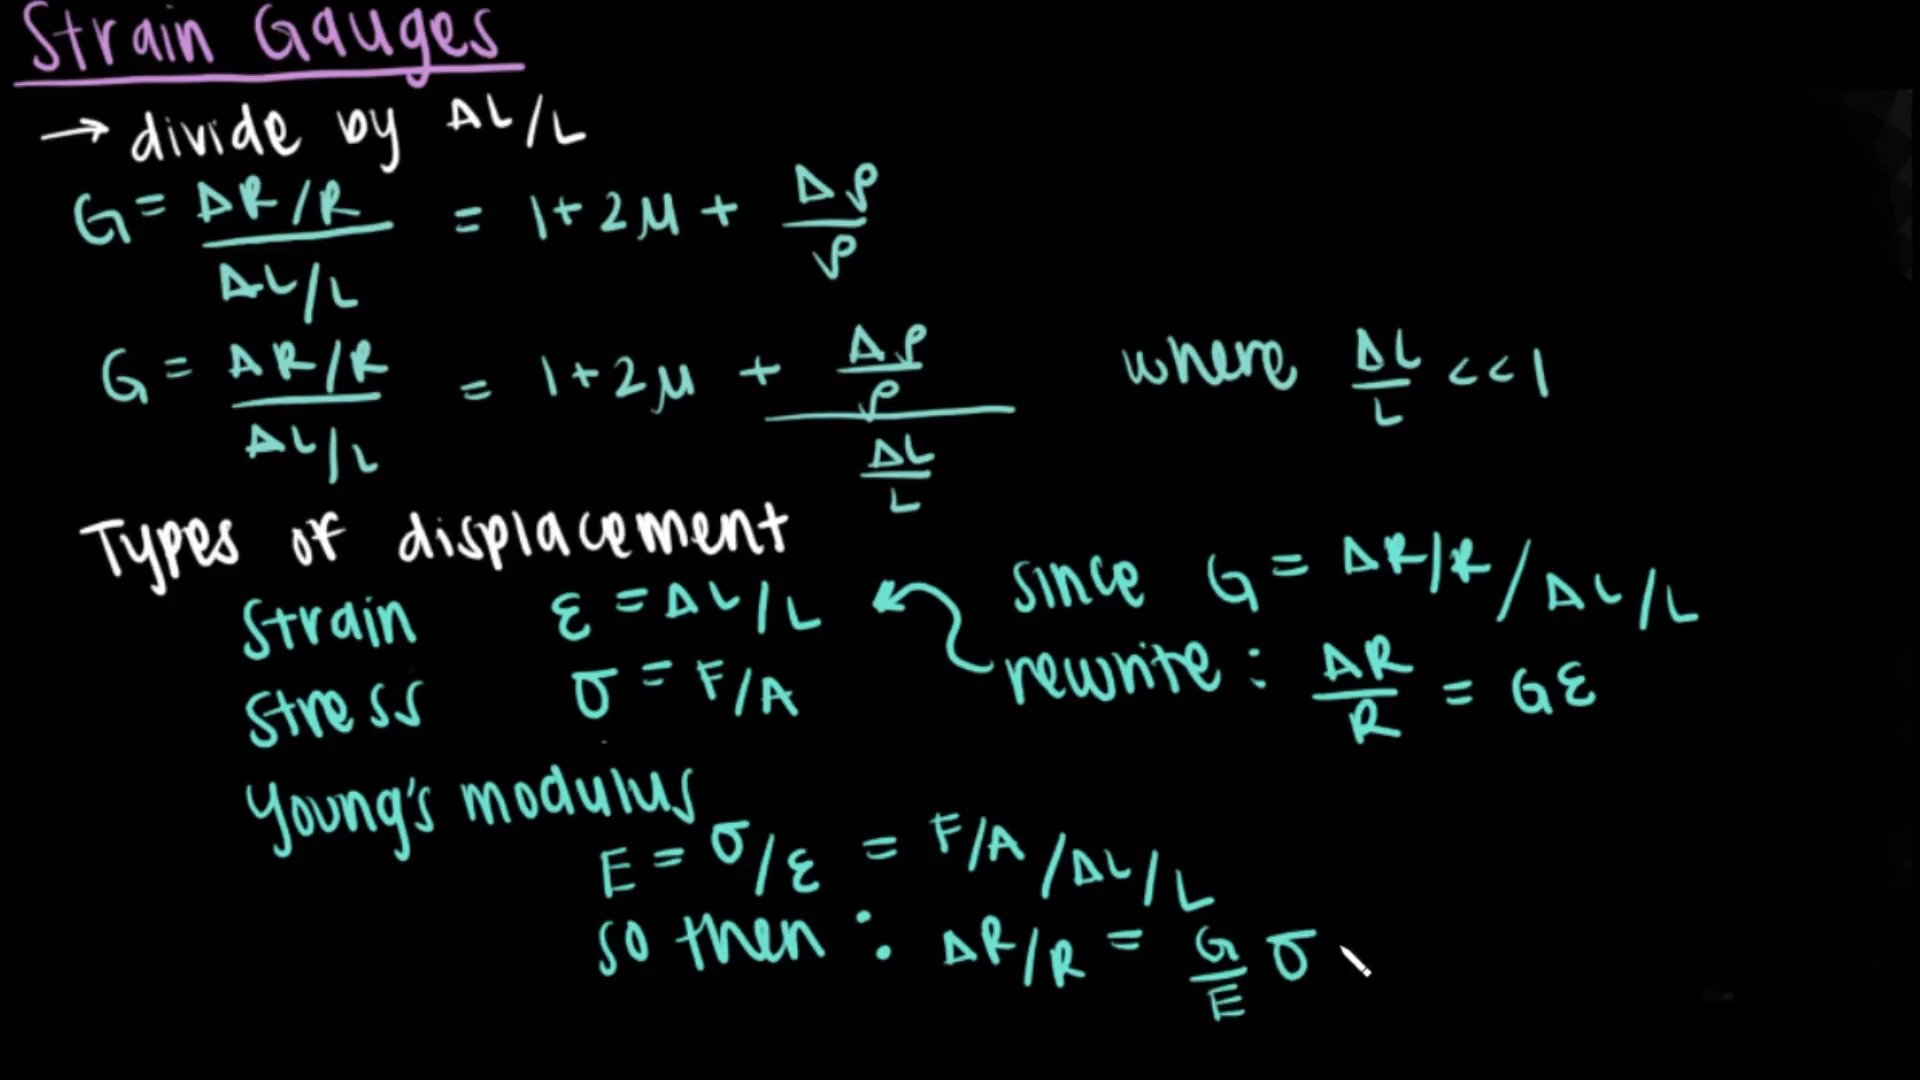 Strain Gauges
→ divide by ΔL/L
G = ΔR/R / ΔL/L = 1+2μ + Δρ/ρ
G = ΔR/R / ΔL/L = 1+2μ + Δρ/ρ / ΔL/L where ΔL/L <<1
Types of displacement
Strain ε = ΔL/L
Stress σ = F/A
since G = ΔR/R / ΔL/L
rewrite : ΔR/R = Gε
Young's modulus
E = σ/ε = F/A / ΔL/L
so then : ΔR/R = G/E σ